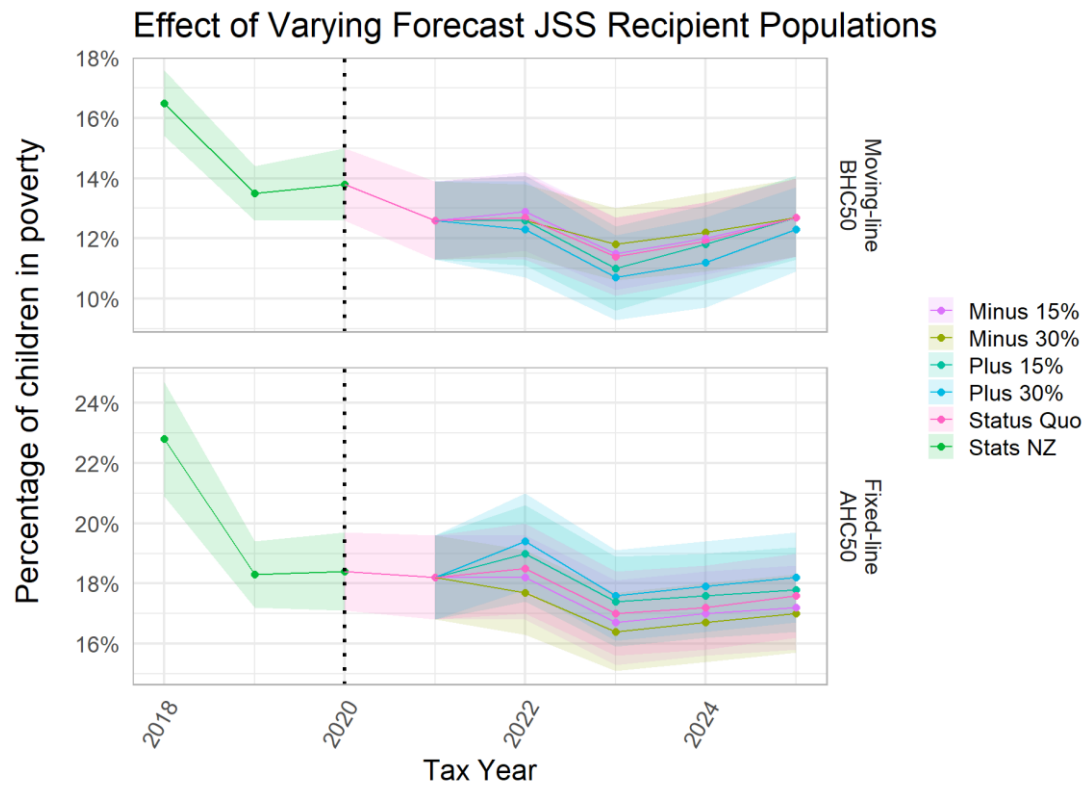 Effect of Varying Forecast JSS Recipient Populations
Percentage of children in poverty
18%
16%
14%
12%
10%
Moving-line
BHC50
24%
22%
20%
18%
16%
Fixed-line
AHC50
2018
2020
2022
2024
Tax Year
Minus 15%
Minus 30%
Plus 15%
Plus 30%
Status Quo
Stats NZ